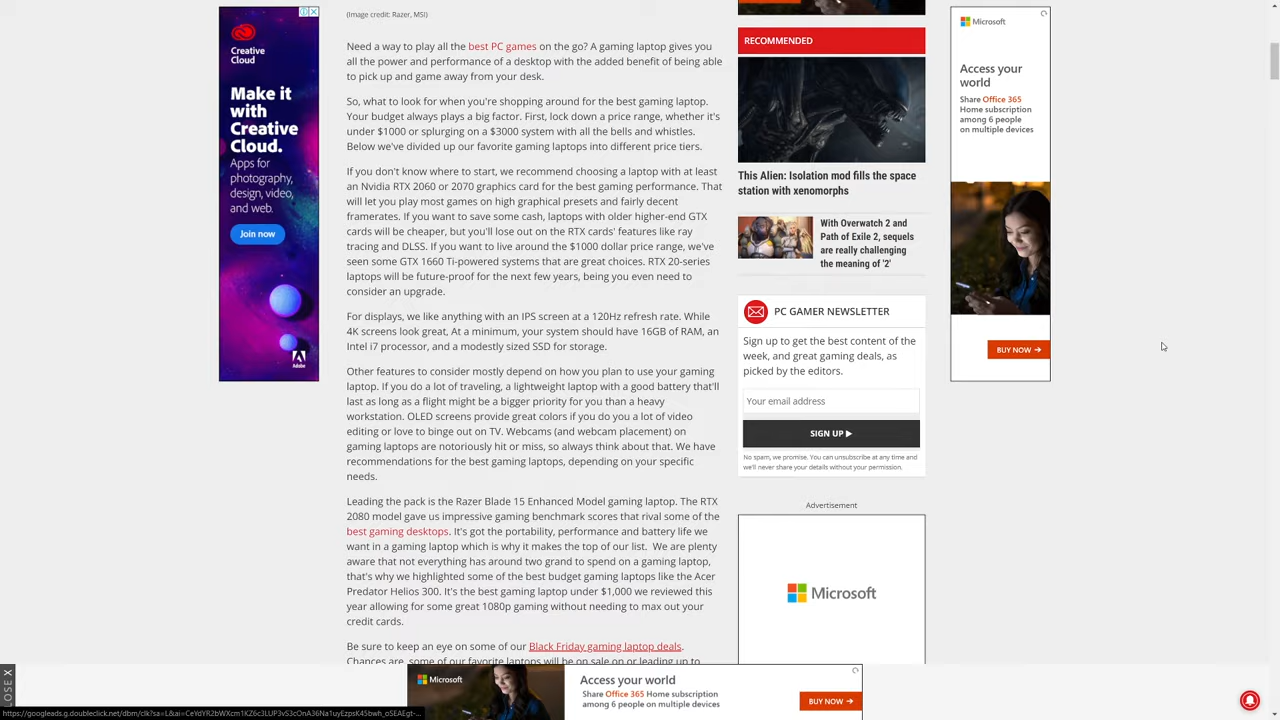 (Image credit: Razer, MSI)
Need a way to play all the best PC games on the go? A gaming laptop gives you
all the power and performance of a desktop with the added benefit of being able
to pick up and game away from your desk.
So, what to look for when you're shopping around for the best gaming laptop.
Your budget always plays a big factor. First, lock down a price range, whether it's
under $1000 or splurging on a $3000 system with all the bells and whistles.
Below we've divided up our favorite gaming laptops into different price tiers.
If you don't know where to start, we recommend choosing a laptop with at least
an Nvidia RTX 2060 or 2070 graphics card for the best gaming performance. That
will let you play most games on high graphical presets and fairly decent
framerates. If you want to save some cash, laptops with older higher-end GTX
cards will be cheaper, but you'll lose out on the RTX cards' features like ray
tracing and DLSS. If you want to live around the $1000 dollar price range, we've
seen some GTX 1660 Ti-powered systems that are great choices. RTX 20-series
laptops will be future-proof for the next few years, being you even need to
consider an upgrade.
For displays, we like anything with an IPS screen at a 120Hz refresh rate. While
4K screens look great, At a minimum, your system should have 16GB of RAM, an
Intel i7 processor, and a modestly sized SSD for storage.
Other features to consider mostly depend on how you plan to use your gaming
laptop. If you do a lot of traveling, a lightweight laptop with a good battery that'll
last as long as a flight might be a bigger priority for you than a heavy
workstation. OLED screens provide great colors if you do you a lot of video
editing or love to binge out on TV. Webcams (and webcam placement) on
gaming laptops are notoriously hit or miss, so always think about that. We have
recommendations for the best gaming laptops, depending on your specific
needs.
Leading the pack is the Razer Blade 15 Enhanced Model gaming laptop. The RTX
2080 model gave us impressive gaming benchmark scores that rival some of the
best gaming desktops. It's got the portability, performance and battery life we
want in a gaming laptop which is why it makes the top of our list. We are plenty
aware that not everything has around two grand to spend on a gaming laptop,
that's why we highlighted some of the best budget gaming laptops like the Acer
Predator Helios 300. It's the best gaming laptop under $1,000 we reviewed this
year allowing for some great 1080p gaming without needing to max out your
credit cards.
Be sure to keep an eye on some of our Black Friday gaming laptop deals.
Chances are, some of our favorite laptops will be on sale on or leading up to
Creative
Cloud
Make it
with
Creative
Cloud.
Apps for
photography,
design, video,
and web.
Join now
Adobe
RECOMMENDED
This Alien: Isolation mod fills the space
station with xenomorphs
With Overwatch 2 and
Path of Exile 2, sequels
are really challenging
the meaning of '2'
PC GAMER NEWSLETTER
Sign up to get the best content of the
week, and great gaming deals, as
picked by the editors.
Your email address
SIGN UP
No spam, we promise. You can unsubscribe at any time and
we'll never share your details without your permission.
Advertisement
Microsoft
Microsoft
Access your
world
Share Office 365
Home subscription
among 6 people
on multiple devices
BUY NOW →
Microsoft
Access your world
Share Office 365 Home subscription
among 6 people on multiple devices
BUY NOW →